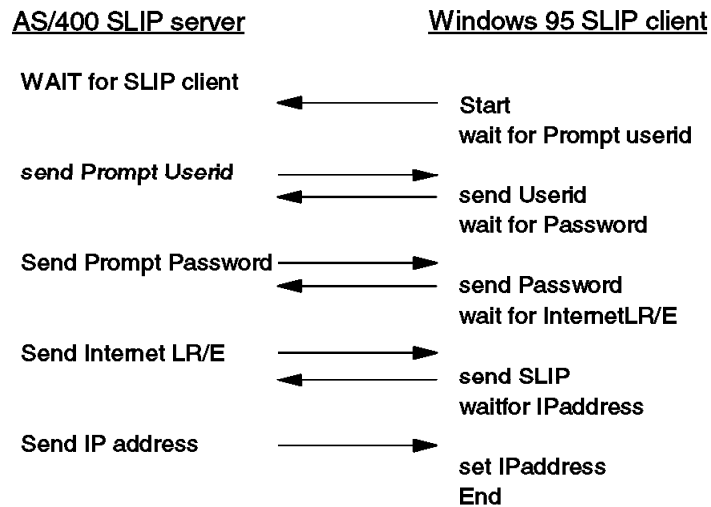 AS/400 SLIP server
Windows 95 SLIP client
WAIT for SLIP client
Start
wait for Prompt userid
send Prompt Userid
send Userid
wait for Password
Send Prompt Password
send Password
wait for InternetLR/E
Send Internet LR/E
send SLIP
waitfor IPaddress
Send IP address
set IPaddress
End